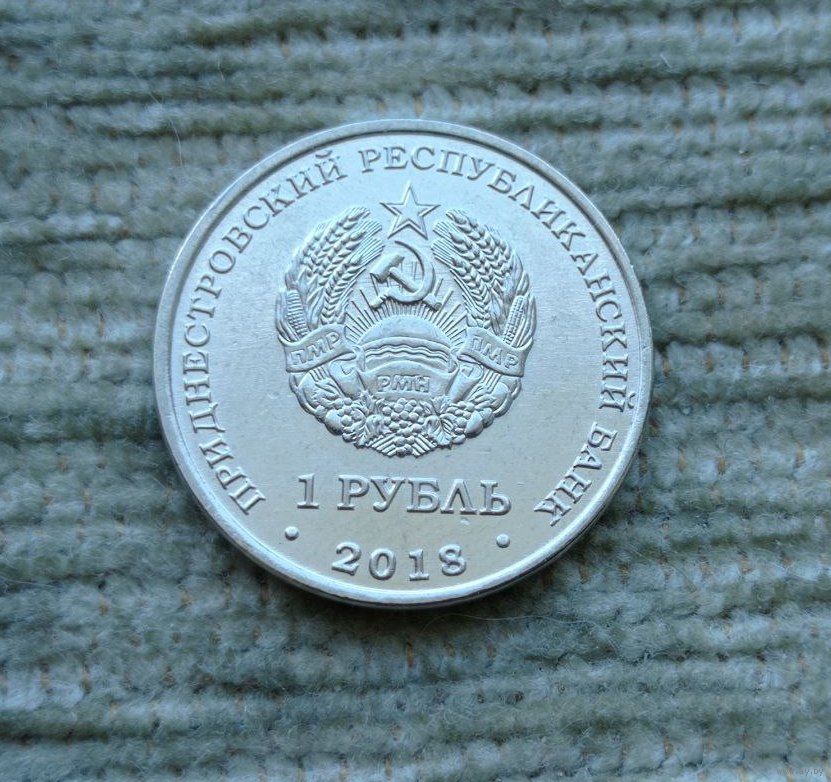 ПРИДНЕСТРОВСКИЙ РЕСПУБЛИКАНСКИЙ БАНК
ПМР ПМР
РМН
1 РУБЛЬ
• 2018 •